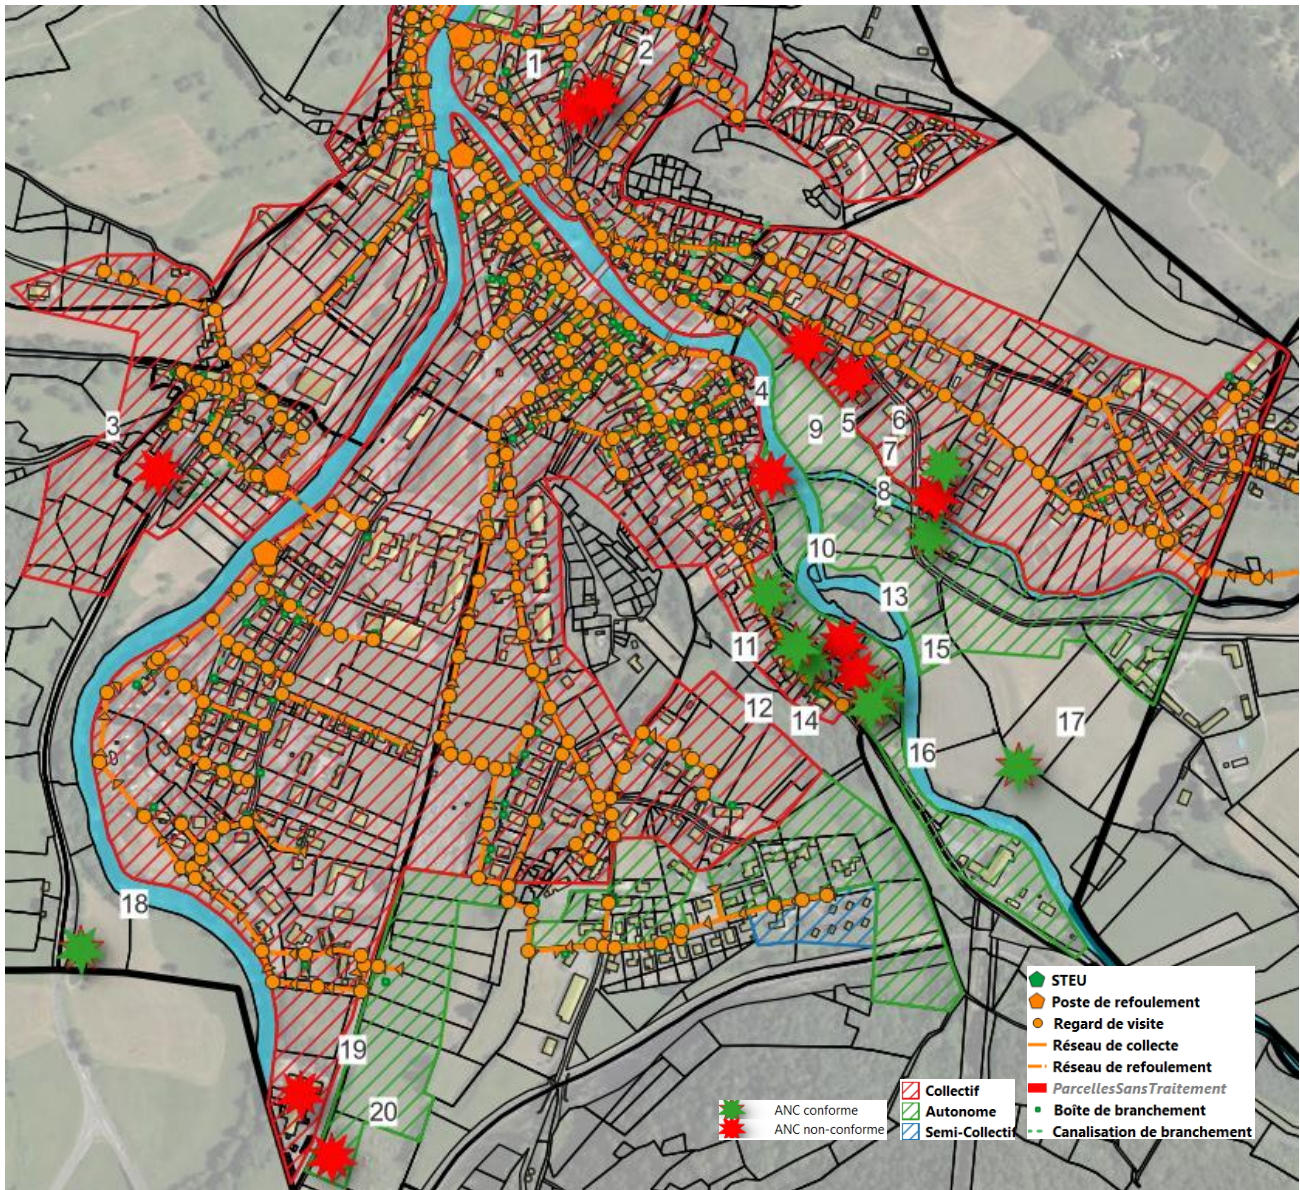 1
2
3
4
5
6
7
9
8
10
13
11
15
12
14
17
16
18
19
20
STEU
Poste de refoulement
Regard de visite
Réseau de collecte
Réseau de refoulement
ParcellesSansTraitement
Boîte de branchement
Canalisation de branchement
Collectif
Autonome
Semi-Collectif
ANC conforme
ANC non-conforme